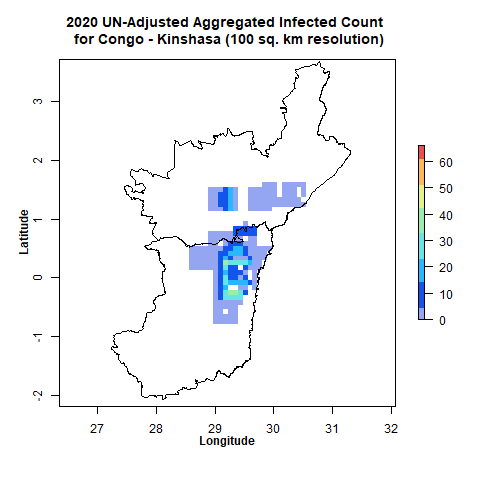 2020 UN-Adjusted Aggregated Infected Count
for Congo - Kinshasa (100 sq. km resolution)
3
2
1
0
-1
-2
Latitude
27 28 29 30 31 32
Longitude
60
50
40
30
20
10
0